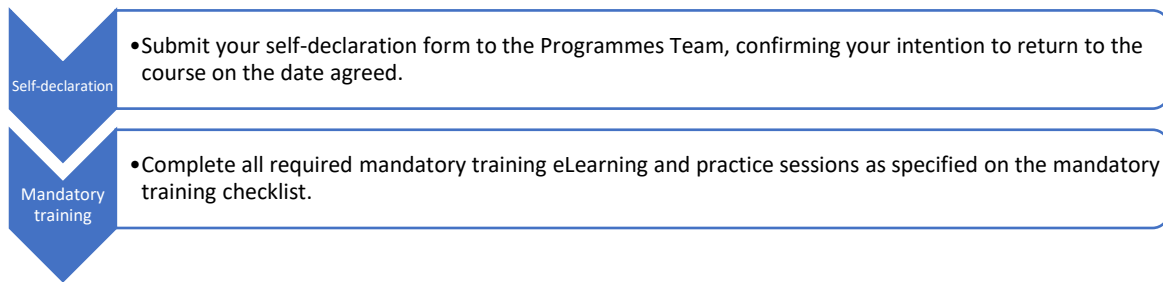 Self-declaration
•Submit your self-declaration form to the Programmes Team, confirming your intention to return to the
course on the date agreed.
Mandatory
training
•Complete all required mandatory training eLearning and practice sessions as specified on the mandatory
training checklist.